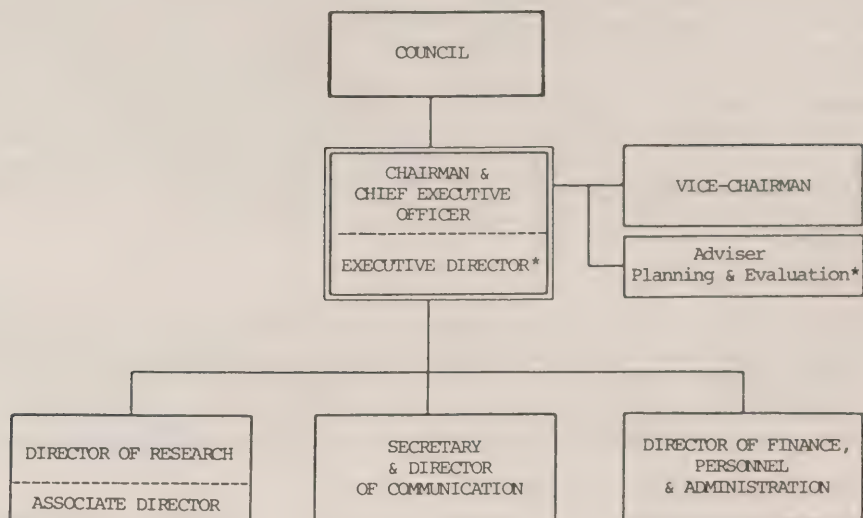 COUNCIL
CHAIRMAN &
CHIEF EXECUTIVE
OFFICER
EXECUTIVE DIRECTOR*
VICE-CHAIRMAN
Adviser
Planning & Evaluation*
DIRECTOR OF RESEARCH
ASSOCIATE DIRECTOR
SECRETARY
& DIRECTOR
OF COMMUNICATION
DIRECTOR OF FINANCE,
PERSONNEL
& ADMINISTRATION